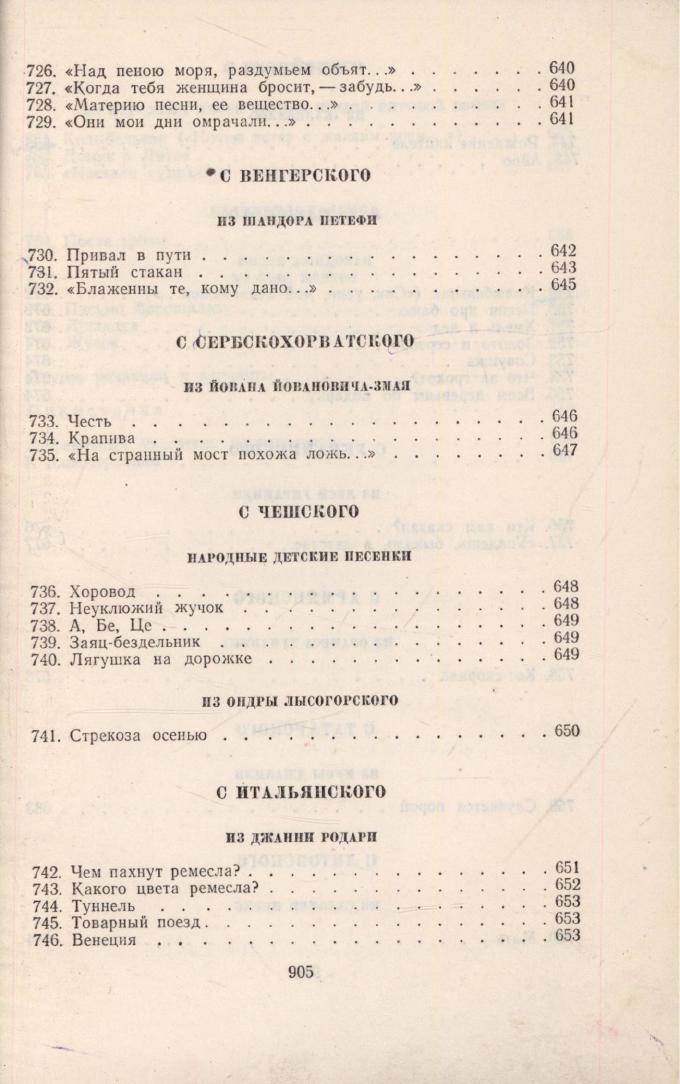 726. «Над пеною моря, раздумьем объят. . .» . . . . . . . 640
727. «Когда тебя женщина бросит, — забудь. . .» . . . . . . 640
728. «Материю песни, ее вещество. . .» . . . . . . . . . . 641
729. «Они мои дни омрачали. . .» . . . . . . . . . . . . . 641
С ВЕНГЕРСКОГО
ИЗ ШАНДОРА ПЕТЕФИ
730. Привал в пути . . . . . . . . . . . . . . . . . . 642
731. Пятый стакан . . . . . . . . . . . . . . . . . . 643
732. «Блаженны те, кому дано. . .» . . . . . . . . . . . 645
С СЕРБСКОХОРВАТСКОГО
ИЗ ЙОВАНА ЙОВАНОВИЧА-ЗМАЯ
733. Честь . . . . . . . . . . . . . . . . . . . . . . 646
734. Крапива . . . . . . . . . . . . . . . . . . . . . 646
735. «На странный мост похожа ложь. . .» . . . . . . . . 647
С ЧЕШСКОГО
НАРОДНЫЕ ДЕТСКИЕ ПЕСЕНКИ
736. Хоровод . . . . . . . . . . . . . . . . . . . . . 648
737. Неуклюжий жучок . . . . . . . . . . . . . . . . 648
738. А, Бе, Це . . . . . . . . . . . . . . . . . . . . 649
739. Заяц-бездельник . . . . . . . . . . . . . . . . . 649
740. Лягушка на дорожке . . . . . . . . . . . . . . . 649
ИЗ ОНДРЫ ЛЫСОГОРСКОГО
741. Стрекоза осенью . . . . . . . . . . . . . . . . . 650
С ИТАЛЬЯНСКОГО
ИЗ ДЖАННИ РОДАРИ
742. Чем пахнут ремесла? . . . . . . . . . . . . . . . 651
743. Какого цвета ремесла? . . . . . . . . . . . . . . 652
744. Туннель . . . . . . . . . . . . . . . . . . . . . 653
745. Товарный поезд . . . . . . . . . . . . . . . . . . 653
746. Венеция . . . . . . . . . . . . . . . . . . . . . 653
905